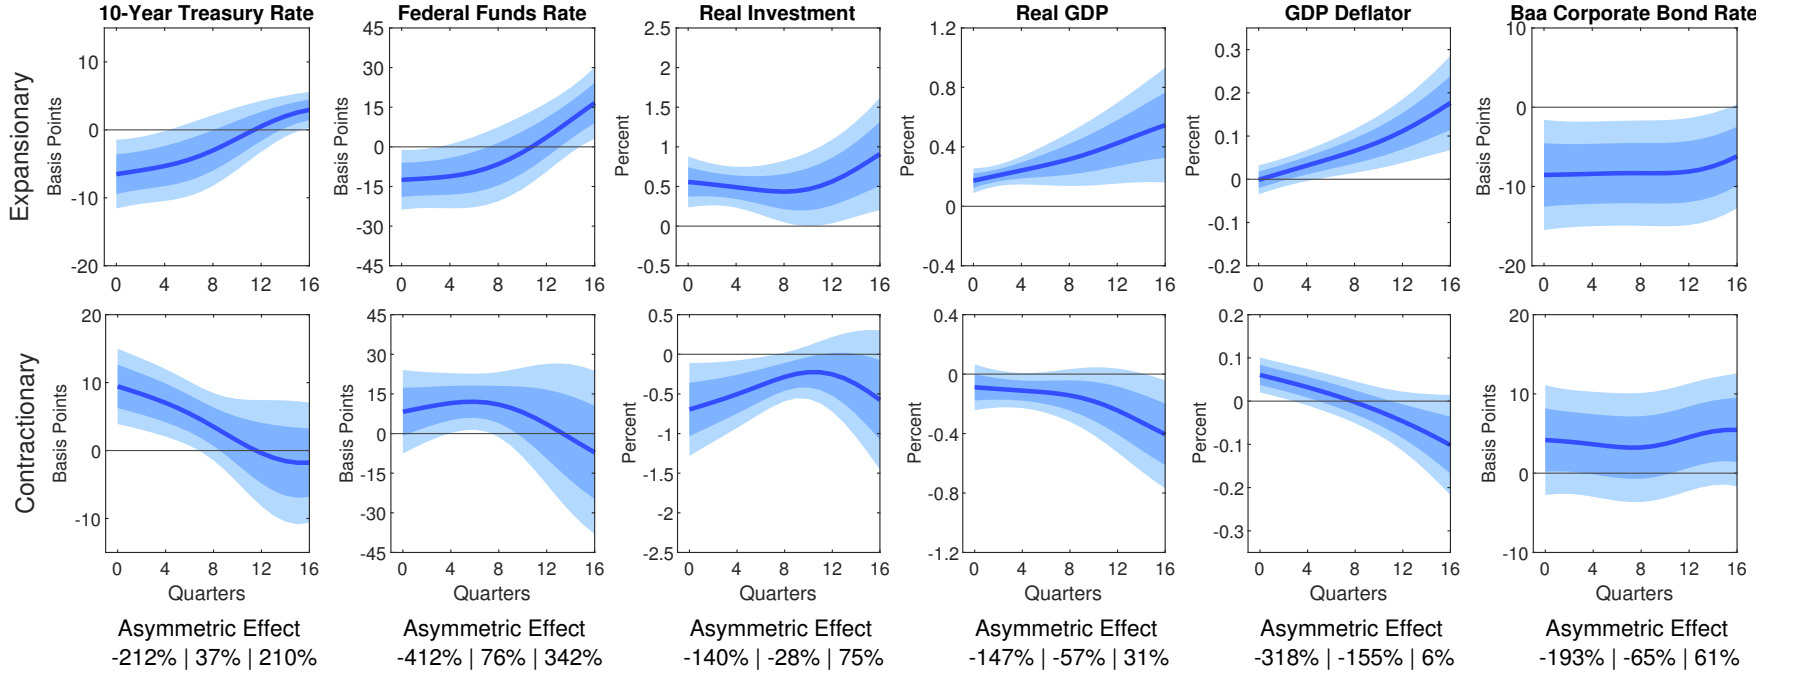 10-Year Treasury Rate
Federal Funds Rate
Real Investment
Real GDP
GDP Deflator
Baa Corporate Bond Rate
Expansionary
Basis Points
10
0
-10
-20
0 4 8 12 16
Basis Points
45
30
15
0
-15
-30
-45
0 4 8 12 16
Percent
2.5
2
1.5
1
0.5
0
-0.5
0 4 8 12 16
Percent
1.2
0.8
0.4
0
-0.4
0 4 8 12 16
Percent
0.3
0.2
0.1
0
-0.1
-0.2
0 4 8 12 16
Basis Points
10
0
-10
-20
0 4 8 12 16
Contractionary
Basis Points
20
10
0
-10
0 4 8 12 16
Quarters
Basis Points
45
30
15
0
-15
-30
-45
0 4 8 12 16
Quarters
Percent
0.5
0
-0.5
-1
-1.5
-2
-2.5
0 4 8 12 16
Quarters
Percent
0.4
0
-0.4
-0.8
-1.2
0 4 8 12 16
Quarters
Percent
0.2
0.1
0
-0.1
-0.2
-0.3
0 4 8 12 16
Quarters
Basis Points
20
10
0
-10
0 4 8 12 16
Quarters
Asymmetric Effect
-212% | 37% | 210%
Asymmetric Effect
-412% | 76% | 342%
Asymmetric Effect
-140% | -28% | 75%
Asymmetric Effect
-147% | -57% | 31%
Asymmetric Effect
-318% | -155% | 6%
Asymmetric Effect
-193% | -65% | 61%